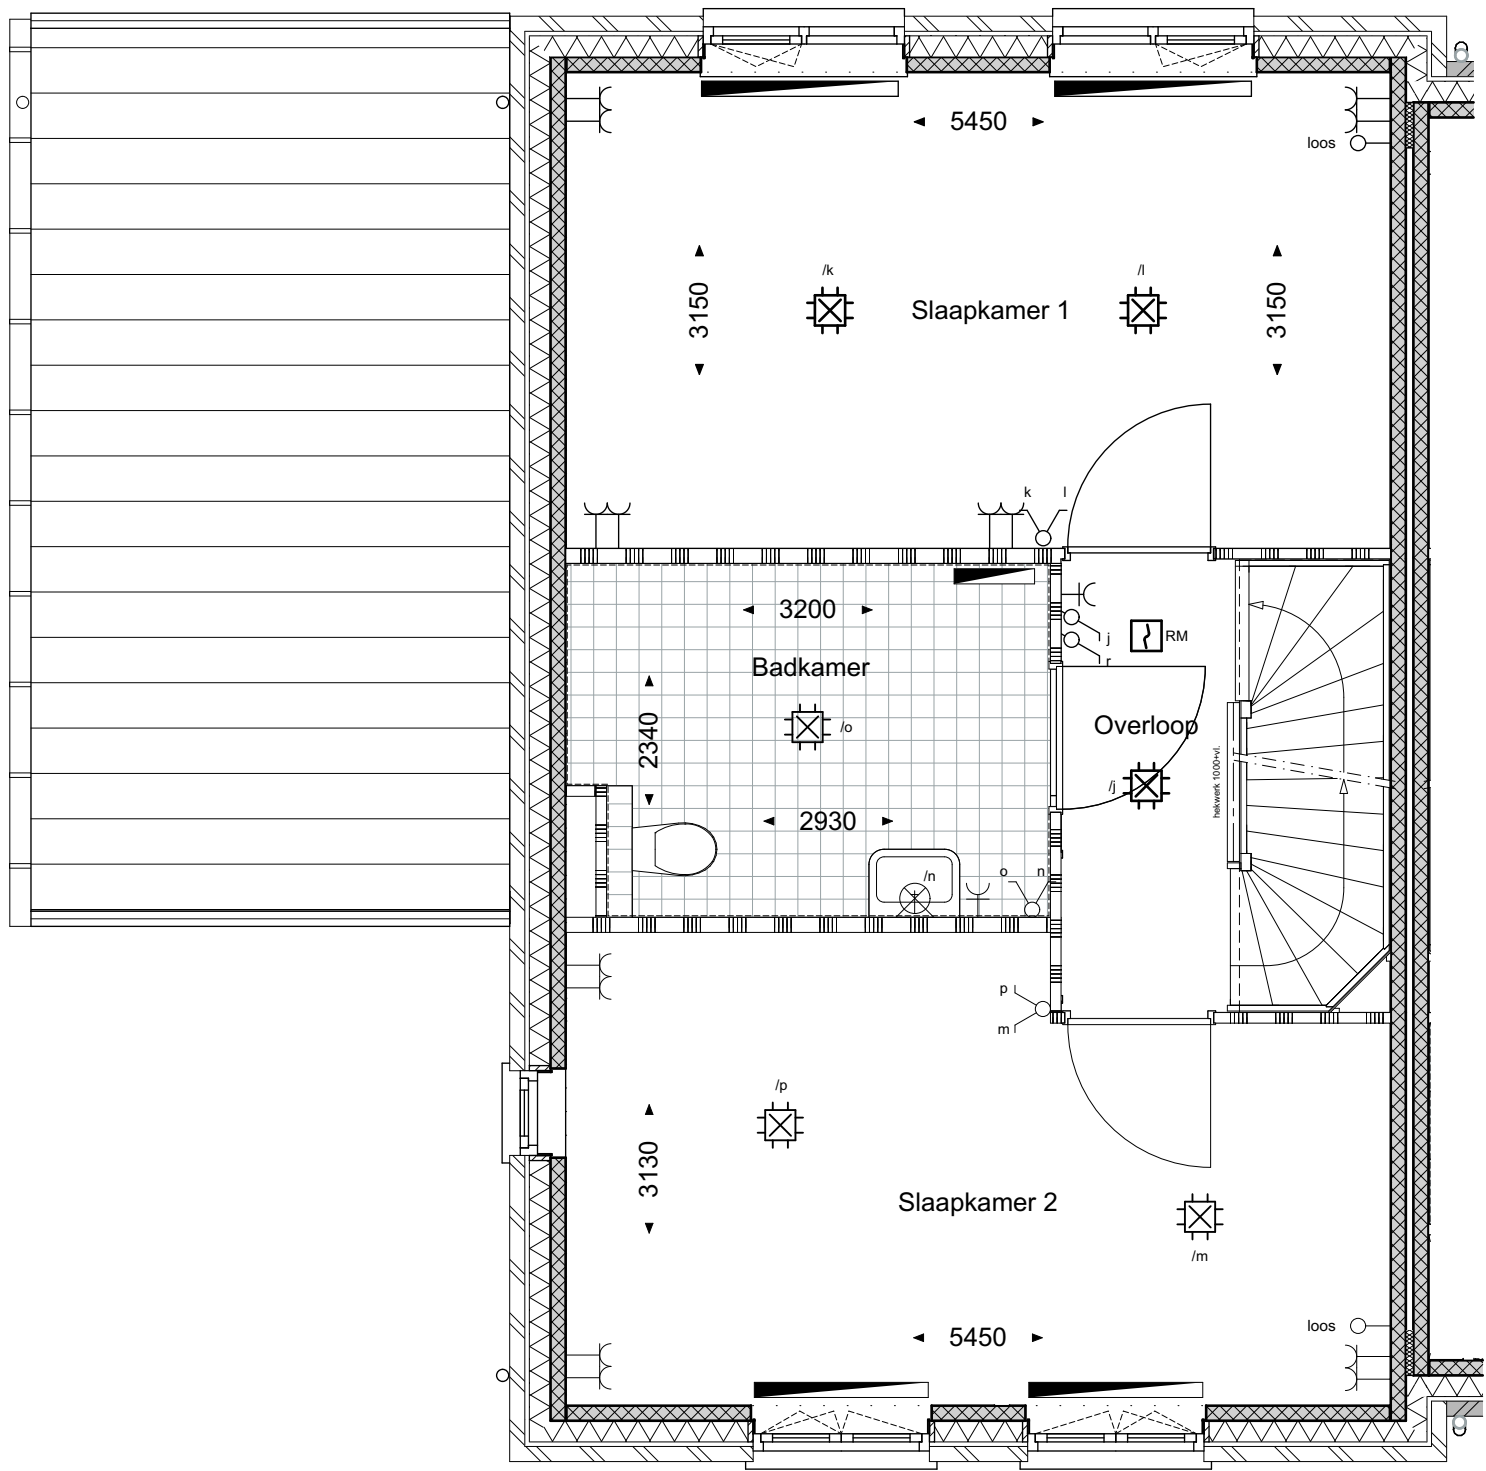 5450
loos
/k
/l
3150
Slaapkamer 1
3150
k
l
3200
j
RM
r
Badkamer
2340
/o
Overloop
hekwerk 1000+vl.
/j
2930
/n
o
n
p
m
/p
3130
Slaapkamer 2
/m
loos
5450